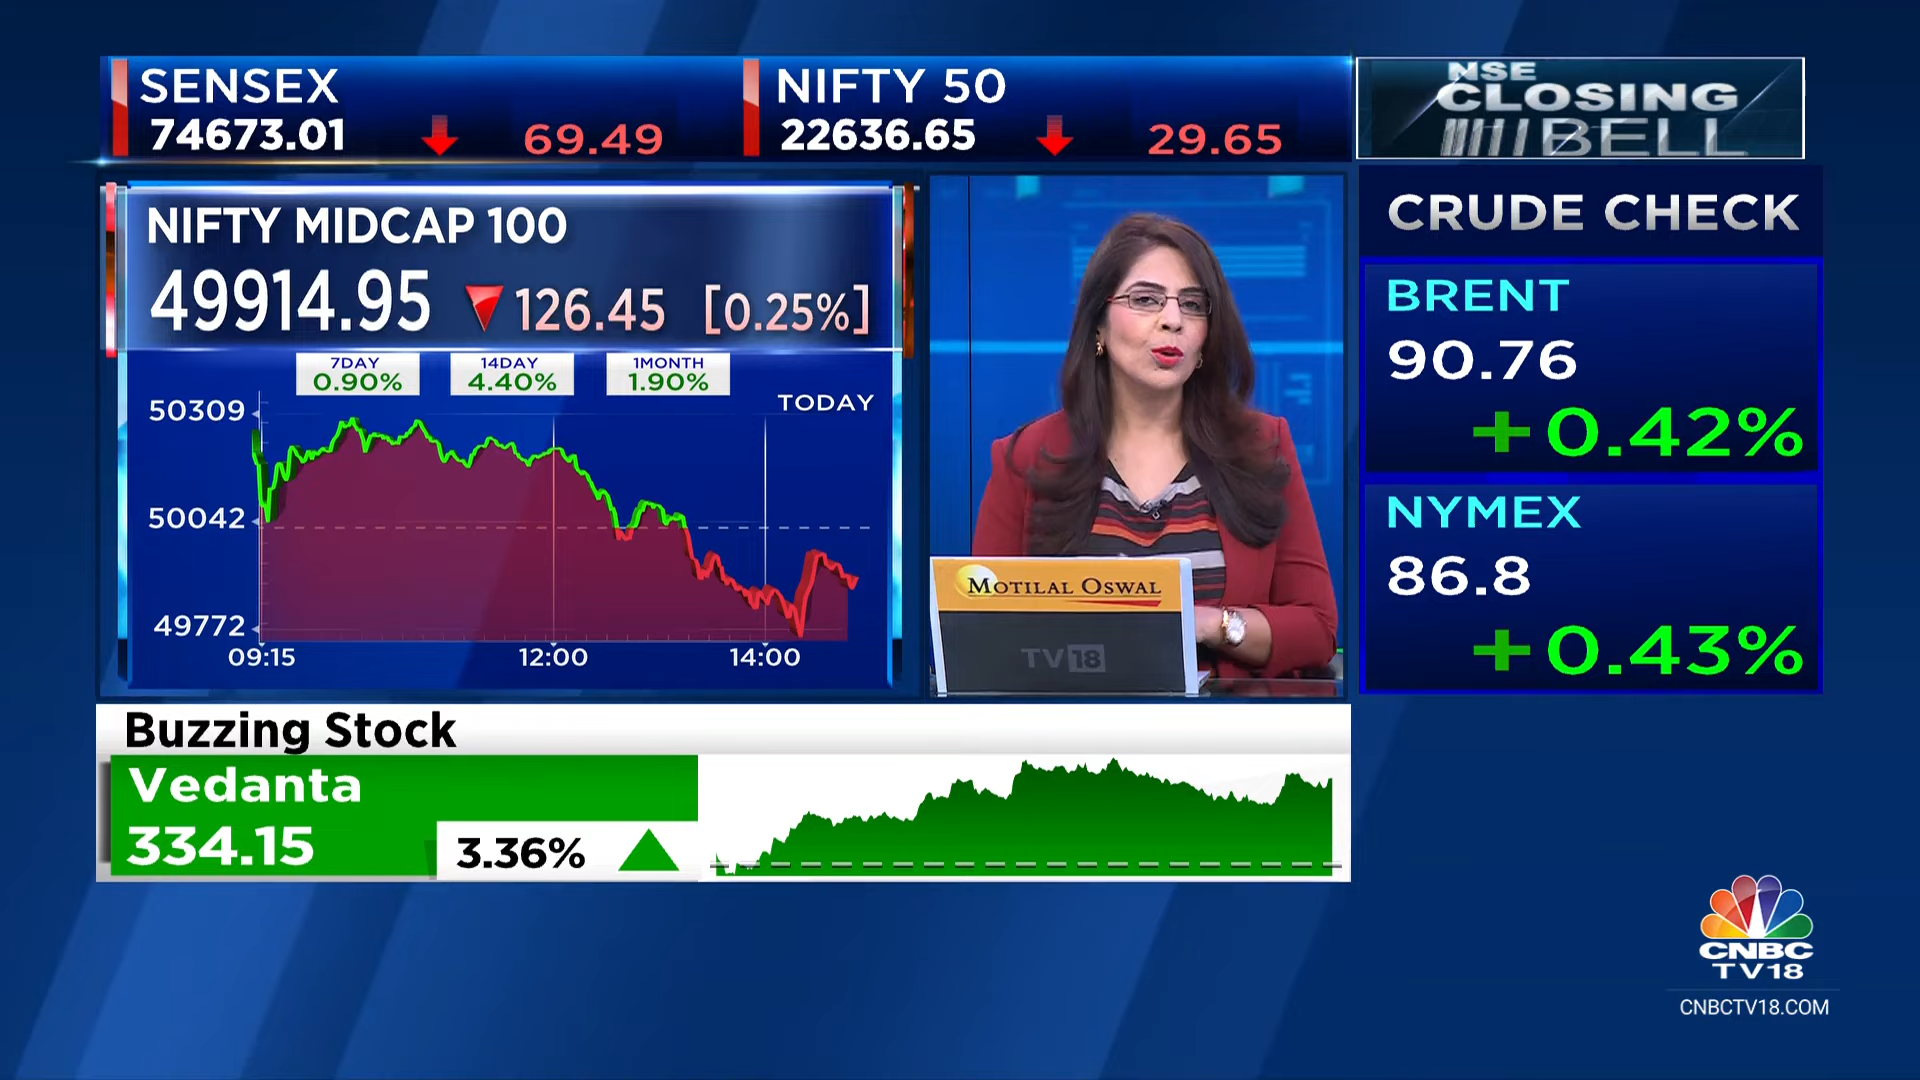 SENSEX
74673.01 69.49
NIFTY 50
22636.65 29.65
NSE
CLOSING
BELL
NIFTY MIDCAP 100
49914.95 126.45 [0.25%]
7DAY
0.90%
14DAY
4.40%
1MONTH
1.90%
TODAY
50309
50042
49772
09:15 12:00 14:00
MOTILAL OSWAL
TV18
CRUDE CHECK
BRENT
90.76
+0.42%
NYMEX
86.8
+0.43%
Buzzing Stock
Vedanta
334.15 3.36%
CNBC
TV18
CNBCTV18.COM